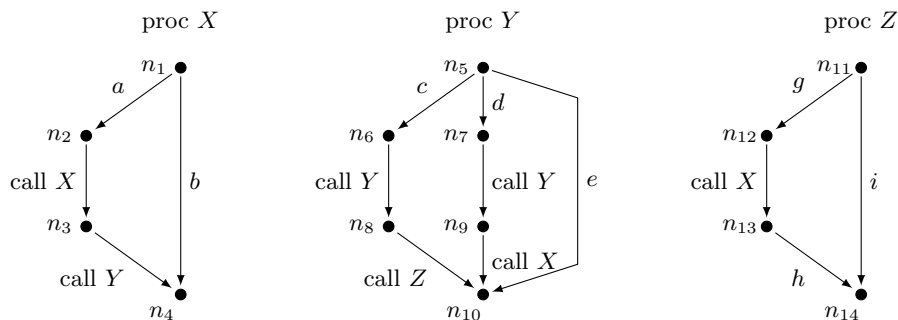 proc X
proc Y
proc Z
n1
n5
n11
a
c
d
g
n2
n6
n7
n12
call X
b
call Y
call Y
e
call X
i
n3
n8
n9
n13
call Y
call Z
call X
h
n4
n10
n14